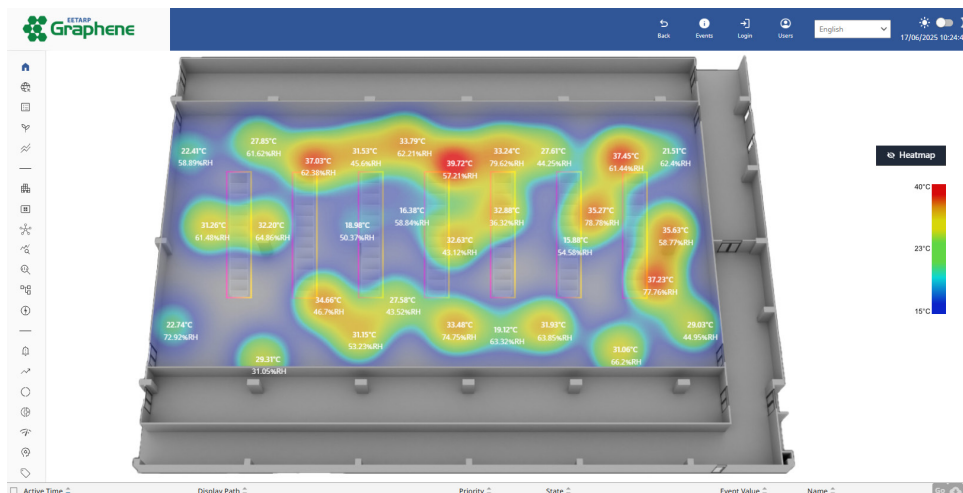 EETARP
Graphene
Back
Events
Login
Users
English
17/06/2025 10:24:4
Heatmap
40°C
23°C
15°C
22.41°C
58.89%RH
27.85°C
61.62%RH
37.03°C
62.38%RH
31.53°C
45.6%RH
33.79°C
62.21%RH
39.72°C
57.21%RH
33.24°C
79.62%RH
27.61°C
44.25%RH
37.45°C
61.44%RH
21.51°C
62.4%RH
31.26°C
61.48%RH
32.20°C
64.86%RH
18.98°C
50.37%RH
16.38°C
58.84%RH
32.63°C
43.12%RH
32.88°C
36.32%RH
15.88°C
54.58%RH
35.27°C
78.78%RH
35.63°C
58.77%RH
37.23°C
77.76%RH
22.74°C
72.92%RH
29.31°C
31.05%RH
34.66°C
46.7%RH
31.15°C
53.23%RH
27.58°C
43.52%RH
33.48°C
74.75%RH
19.12°C
63.32%RH
31.93°C
63.85%RH
31.06°C
66.2%RH
29.03°C
44.95%RH
Active Time
Display Path
Priority
State
Event Value
Name
Go